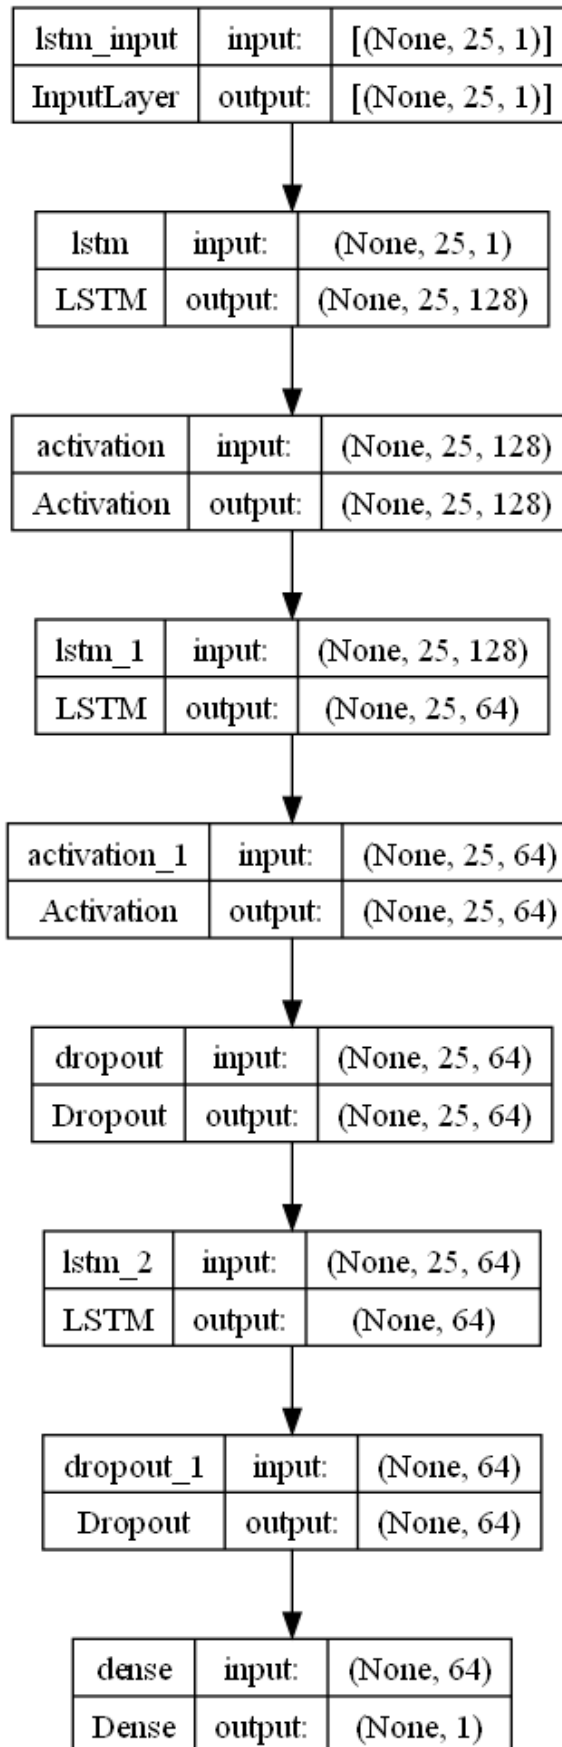 lstm_input input: [(None, 25, 1)]
InputLayer output: [(None, 25, 1)]
lstm input: (None, 25, 1)
LSTM output: (None, 25, 128)
activation input: (None, 25, 128)
Activation output: (None, 25, 128)
lstm_1 input: (None, 25, 128)
LSTM output: (None, 25, 64)
activation_1 input: (None, 25, 64)
Activation output: (None, 25, 64)
dropout input: (None, 25, 64)
Dropout output: (None, 25, 64)
lstm_2 input: (None, 25, 64)
LSTM output: (None, 64)
dropout_1 input: (None, 64)
Dropout output: (None, 64)
dense input: (None, 64)
Dense output: (None, 1)